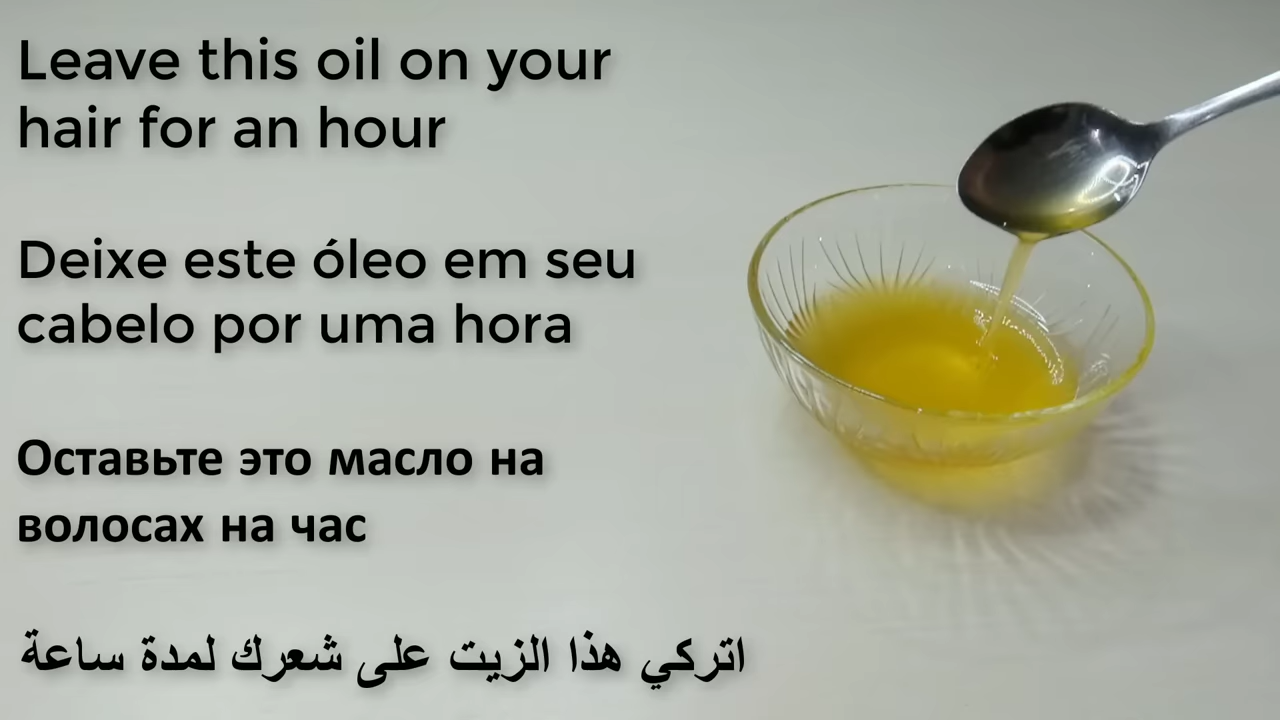 Leave this oil on your
hair for an hour
Deixe este óleo em seu
cabelo por uma hora
Оставьте это масло на
волосах на час
اتركي هذا الزيت على شعرك لمدة ساعة